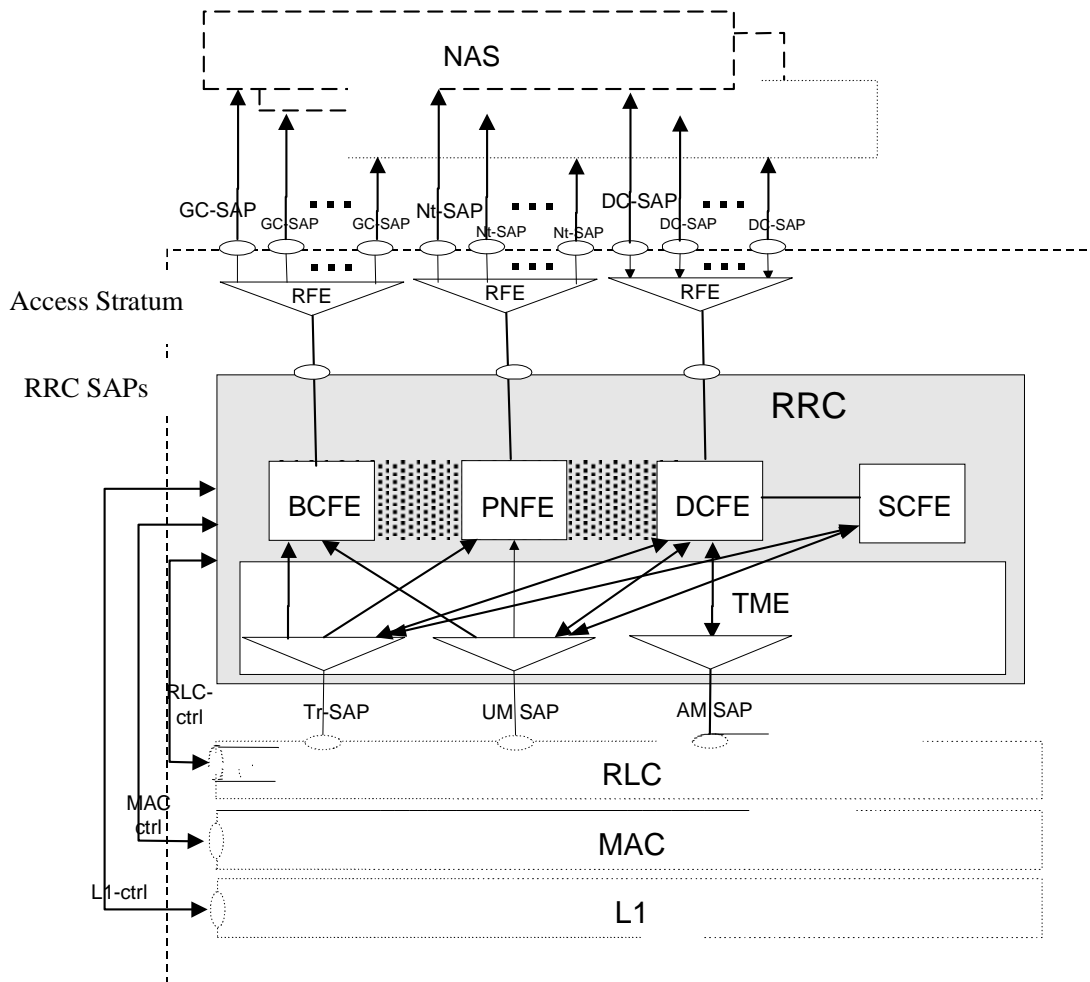 NAS
GC-SAP
GC-SAP
GC-SAP
Nt-SAP
Nt-SAP
Nt-SAP
DC-SAP
DC-SAP
DC-SAP
RFE
RFE
RFE
Access Stratum
RRC SAPs
RRC
BCFE
PNFE
DCFE
SCFE
TME
RLC-
ctrl
Tr-SAP
UM SAP
AM SAP
RLC
MAC
ctrl
MAC
L1-ctrl
L1